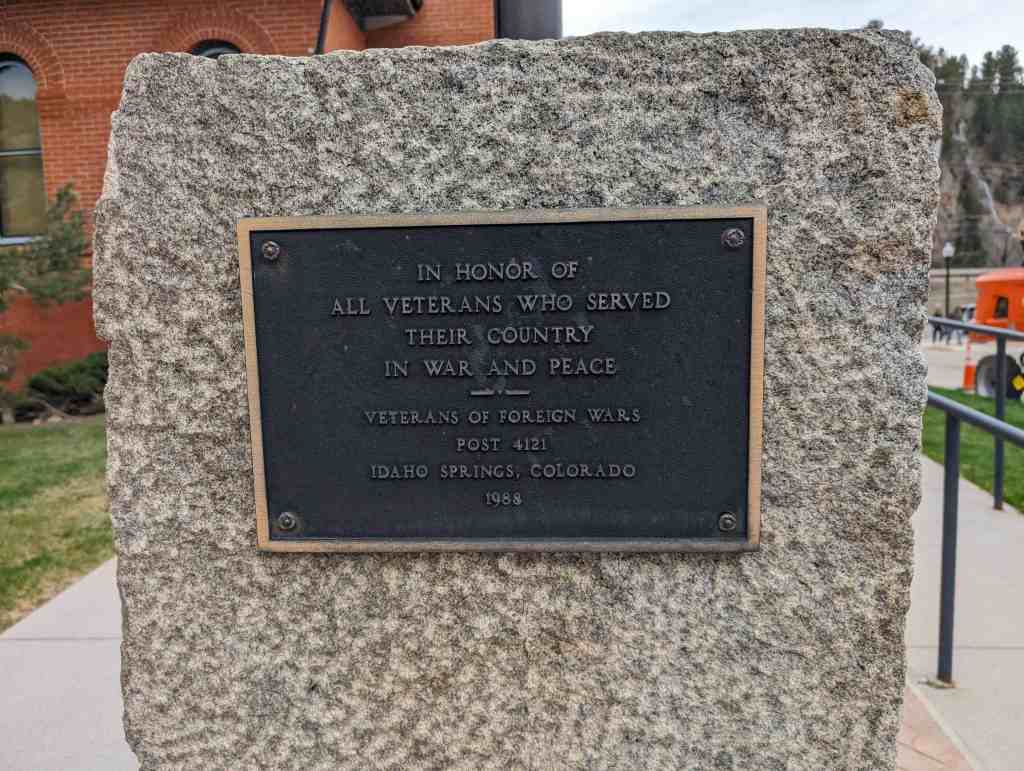 IN HONOR OF
ALL VETERANS WHO SERVED
THEIR COUNTRY
IN WAR AND PEACE
VETERANS OF FOREIGN WARS
POST 4121
IDAHO SPRINGS, COLORADO
1988